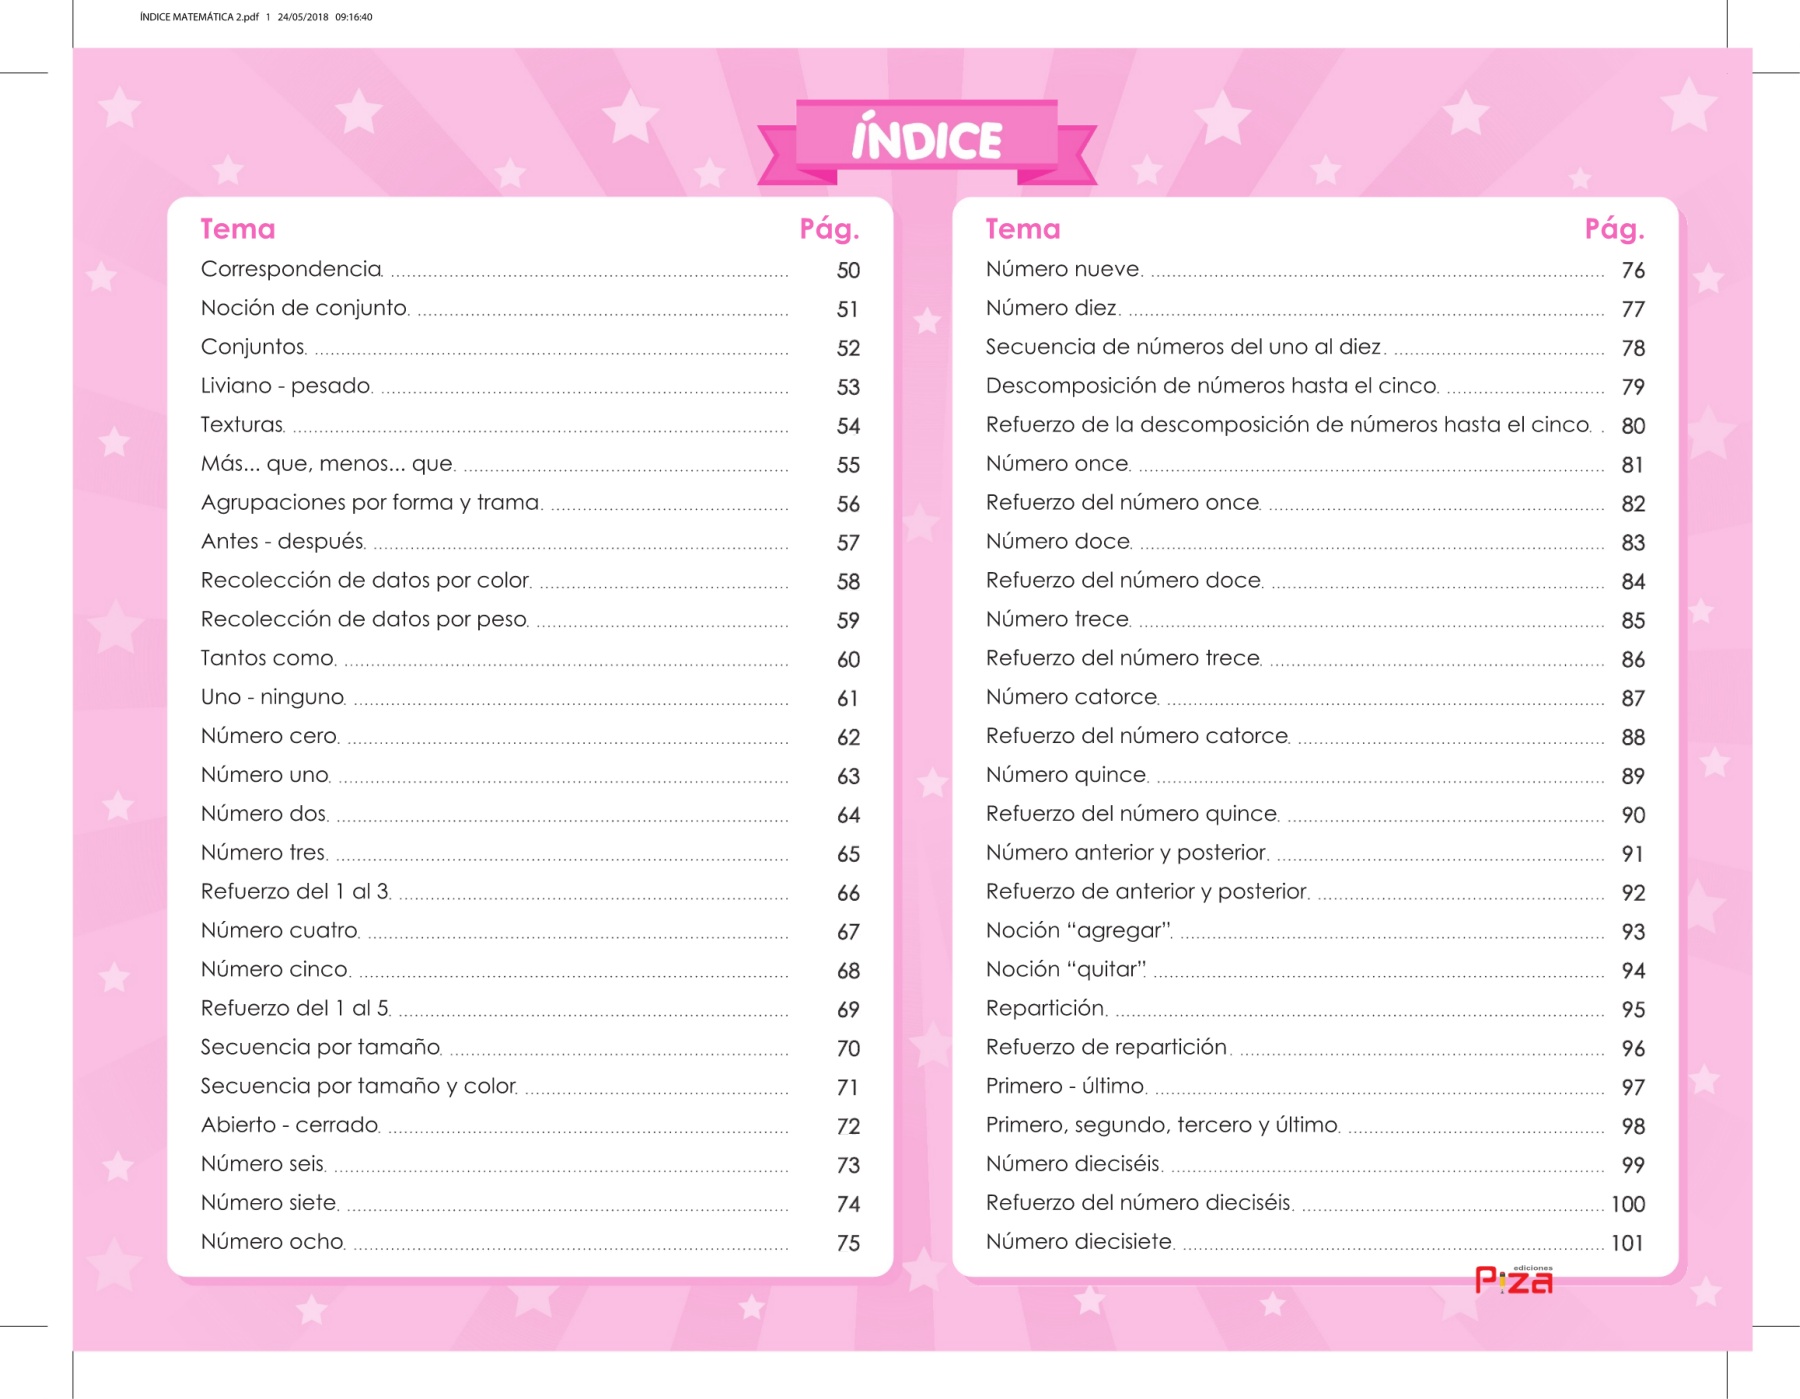 ÍNDICE MATEMÁTICA 2.pdf 1 24/05/2018 09:16:40
ÍNDICE
Tema Pág.
Correspondencia 50
Noción de conjunto 51
Conjuntos 52
Liviano - pesado 53
Texturas 54
Más... que, menos... que 55
Agrupaciones por forma y trama 56
Antes - después 57
Recolección de datos por color 58
Recolección de datos por peso 59
Tantos como 60
Uno - ninguno 61
Número cero 62
Número uno 63
Número dos 64
Número tres 65
Refuerzo del 1 al 3 66
Número cuatro 67
Número cinco 68
Refuerzo del 1 al 5 69
Secuencia por tamaño 70
Secuencia por tamaño y color 71
Abierto - cerrado 72
Número seis 73
Número siete 74
Número ocho 75
Tema Pág.
Número nueve 76
Número diez 77
Secuencia de números del uno al diez 78
Descomposición de números hasta el cinco 79
Refuerzo de la descomposición de números hasta el cinco 80
Número once 81
Refuerzo del número once 82
Número doce 83
Refuerzo del número doce 84
Número trece 85
Refuerzo del número trece 86
Número catorce 87
Refuerzo del número catorce 88
Número quince 89
Refuerzo del número quince 90
Número anterior y posterior 91
Refuerzo de anterior y posterior 92
Noción “agregar” 93
Noción “quitar” 94
Repartición 95
Refuerzo de repartición 96
Primero - último 97
Primero, segundo, tercero y último 98
Número dieciséis 99
Refuerzo del número dieciséis 100
Número diecisiete 101
ediciones
Piza